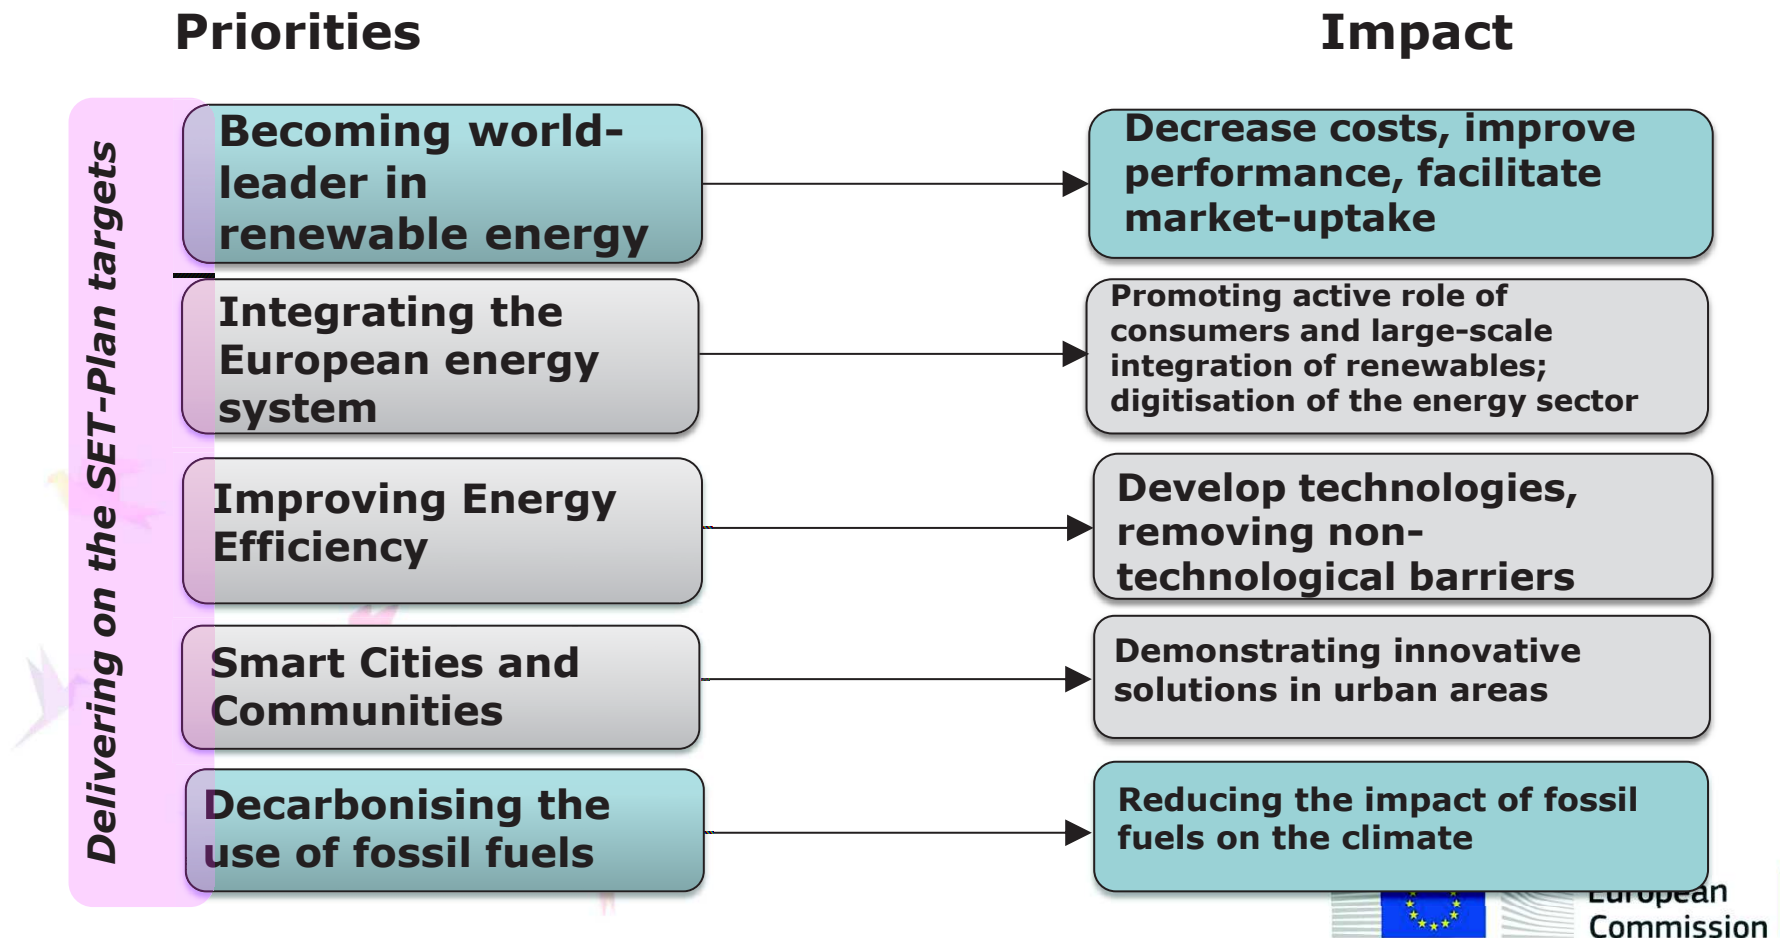 Priorities
Impact
Delivering on the SET-Plan targets
Becoming world-
leader in
renewable energy
Decrease costs, improve
performance, facilitate
market-uptake
Integrating the
European energy
system
Promoting active role of
consumers and large-scale
integration of renewables;
digitisation of the energy sector
Improving Energy
Efficiency
Develop technologies,
removing non-
technological barriers
Smart Cities and
Communities
Demonstrating innovative
solutions in urban areas
Decarbonising the
use of fossil fuels
Reducing the impact of fossil
fuels on the climate
European
Commission